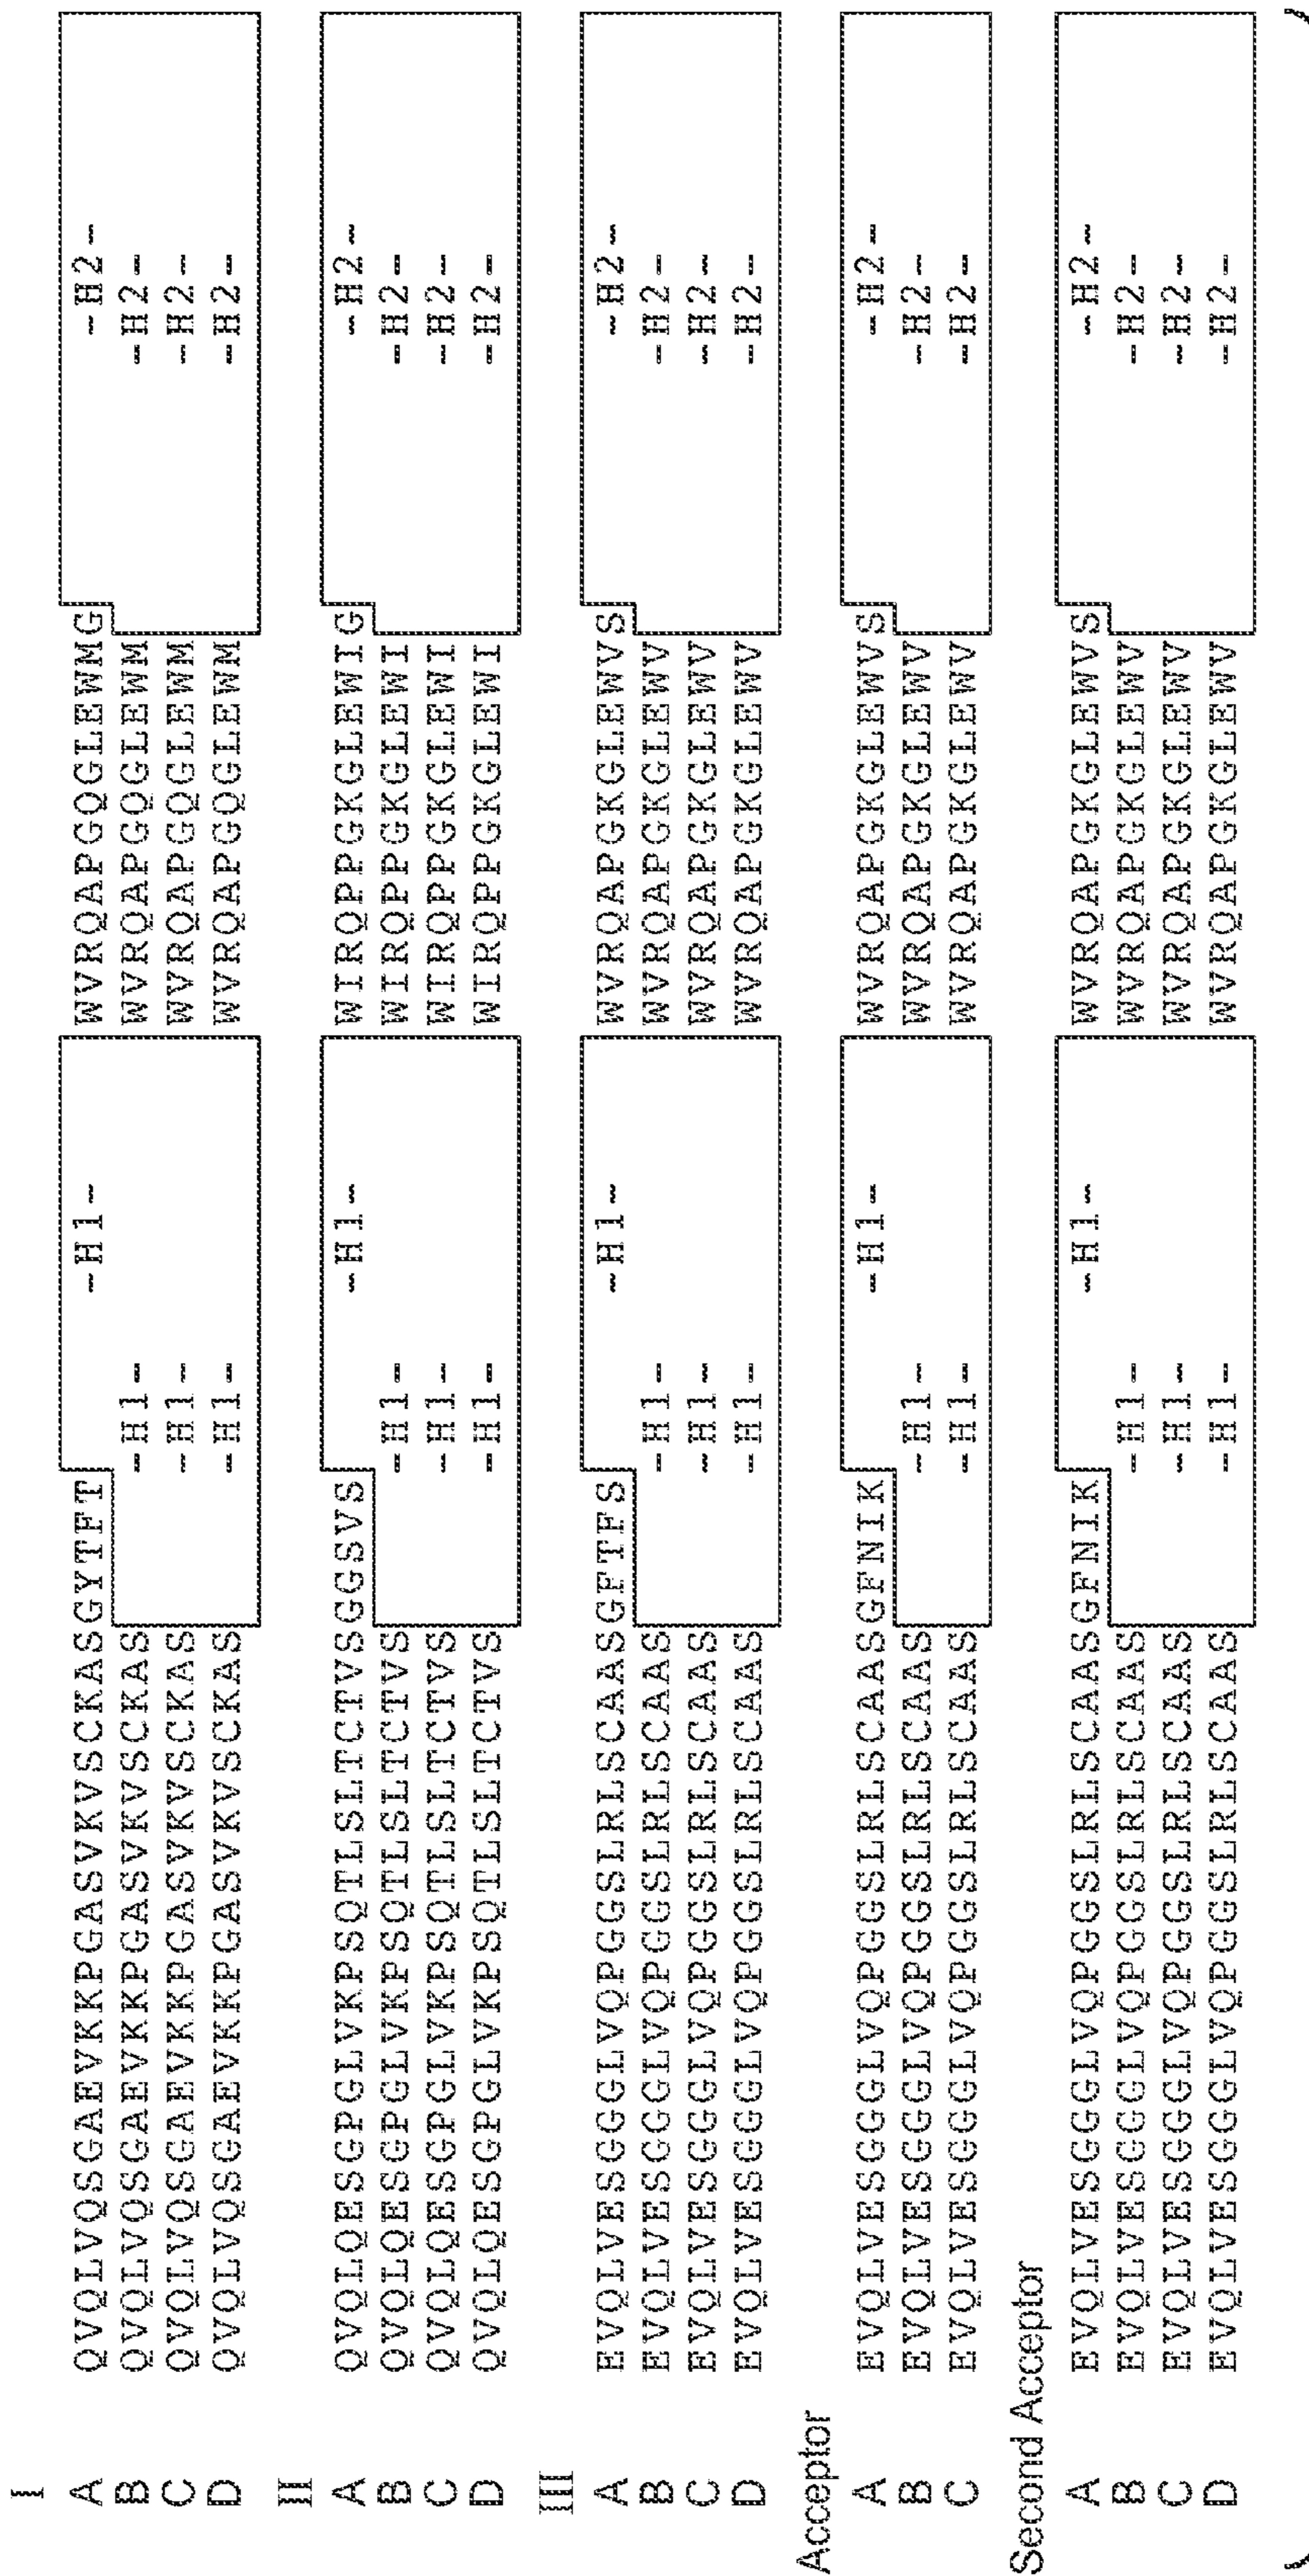 I
A QVQLVQSGAEVKKPGASVKVSCKASGYTFT -H1- WVRQAPGQGLEWMG -H2-
B QVQLVQSGAEVKKPGASVKVSCKAS -H1- WVRQAPGQGLEWM -H2-
C QVQLVQSGAEVKKPGASVKVSCKAS -H1- WVRQAPGQGLEWM -H2-
D QVQLVQSGAEVKKPGASVKVSCKAS -H1- WVRQAPGQGLEWM -H2-
II
A QVQLQESGPGLVKPSQTLSLTCTVSGGSVS -H1- WIRQPPGKGLEWIG -H2-
B QVQLQESGPGLVKPSQTLSLTCTVS -H1- WIRQPPGKGLEWI -H2-
C QVQLQESGPGLVKPSQTLSLTCTVS -H1- WIRQPPGKGLEWI -H2-
D QVQLQESGPGLVKPSQTLSLTCTVS -H1- WIRQPPGKGLEWI -H2-
III
A EVQLVESGGGLVQPGGSLRLSCAASGFTFS -H1- WVRQAPGKGLEWVS -H2-
B EVQLVESGGGLVQPGGSLRLSCAAS -H1- WVRQAPGKGLEWV -H2-
C EVQLVESGGGLVQPGGSLRLSCAAS -H1- WVRQAPGKGLEWV -H2-
D EVQLVESGGGLVQPGGSLRLSCAAS -H1- WVRQAPGKGLEWV -H2-
Acceptor
A EVQLVESGGGLVQPGGSLRLSCAASGFNIK -H1- WVRQAPGKGLEWVS -H2-
B EVQLVESGGGLVQPGGSLRLSCAAS -H1- WVRQAPGKGLEWV -H2-
C EVQLVESGGGLVQPGGSLRLSCAAS -H1- WVRQAPGKGLEWV -H2-
Second Acceptor
A EVQLVESGGGLVQPGGSLRLSCAASGFNIK -H1- WVRQAPGKGLEWVS -H2-
B EVQLVESGGGLVQPGGSLRLSCAAS -H1- WVRQAPGKGLEWV -H2-
C EVQLVESGGGLVQPGGSLRLSCAAS -H1- WVRQAPGKGLEWV -H2-
D EVQLVESGGGLVQPGGSLRLSCAAS -H1- WVRQAPGKGLEWV -H2-